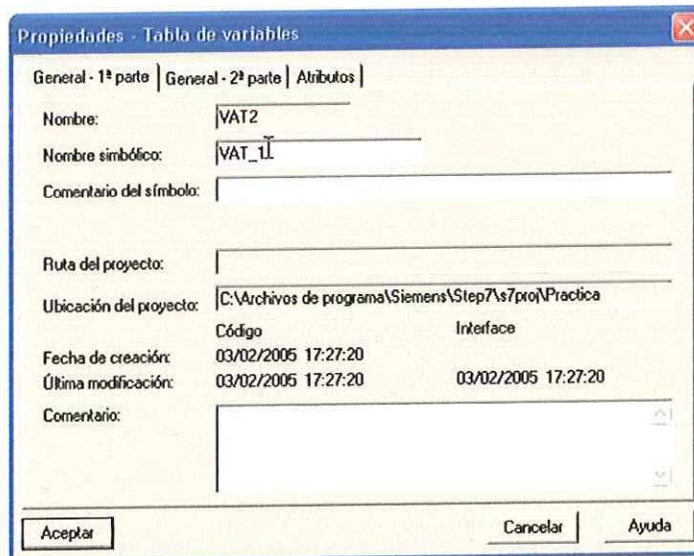 Propiedades - Tabla de variables
General - 1ª parte General - 2ª parte Atributos
Nombre: VAT2
Nombre simbólico: VAT_1
Comentario del símbolo:
Ruta del proyecto:
Ubicación del proyecto: C:\Archivos de programa\Siemens\Step7\s7proj\Practica
Código Interface
Fecha de creación: 03/02/2005 17:27:20
Última modificación: 03/02/2005 17:27:20 03/02/2005 17:27:20
Comentario:
Aceptar Cancelar Ayuda